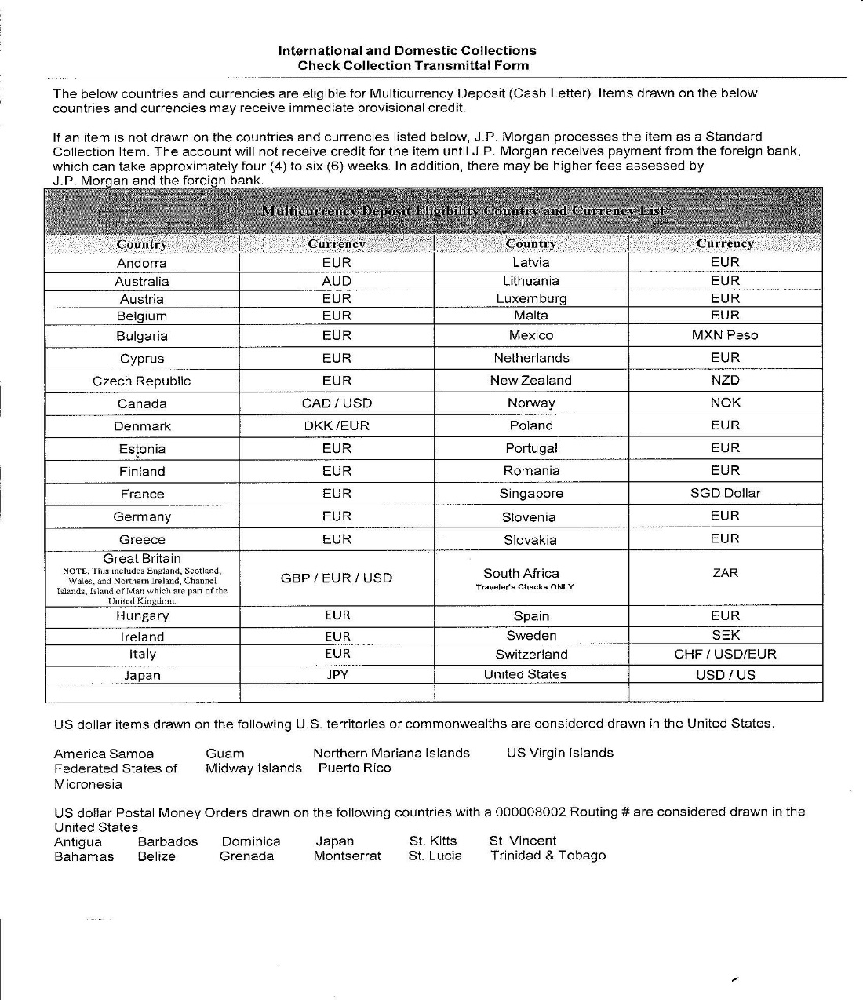 International and Domestic Collections
Check Collection Transmittal Form
The below countries and currencies are eligible for Multicurrency Deposit (Cash Letter). Items drawn on the below
countries and currencies may receive immediate provisional credit.
If an item is not drawn on the countries and currencies listed below, J.P. Morgan processes the item as a Standard
Collection Item. The account will not receive credit for the item until J.P. Morgan receives payment from the foreign bank,
which can take approximately four (4) to six (6) weeks. In addition, there may be higher fees assessed by
J.P. Morgan and the foreign bank.
Multicurrency Deposit Eligibility Country and Currency List
Country Currency Country Currency
Andorra EUR Latvia EUR
Australia AUD Lithuania EUR
Austria EUR Luxemburg EUR
Belgium EUR Malta EUR
Bulgaria EUR Mexico MXN Peso
Cyprus EUR Netherlands EUR
Czech Republic EUR New Zealand NZD
Canada CAD / USD Norway NOK
Denmark DKK /EUR Poland EUR
Estonia EUR Portugal EUR
Finland EUR Romania EUR
France EUR Singapore SGD Dollar
Germany EUR Slovenia EUR
Greece EUR Slovakia EUR
Great Britain
NOTE: This includes England, Scotland,
Wales, and Northern Ireland, Channel
Islands, Island of Man which are part of the
United Kingdom.
GBP / EUR / USD
South Africa
Traveler's Checks ONLY
ZAR
Hungary EUR Spain EUR
Ireland EUR Sweden SEK
Italy EUR Switzerland CHF / USD/EUR
Japan JPY United States USD / US
US dollar items drawn on the following U.S. territories or commonwealths are considered drawn in the United States.
America Samoa Guam Northern Mariana Islands US Virgin Islands
Federated States of Midway Islands Puerto Rico
Micronesia
US dollar Postal Money Orders drawn on the following countries with a 000008002 Routing # are considered drawn in the
United States.
Antigua Barbados Dominica Japan St. Kitts St. Vincent
Bahamas Belize Grenada Montserrat St. Lucia Trinidad & Tobago